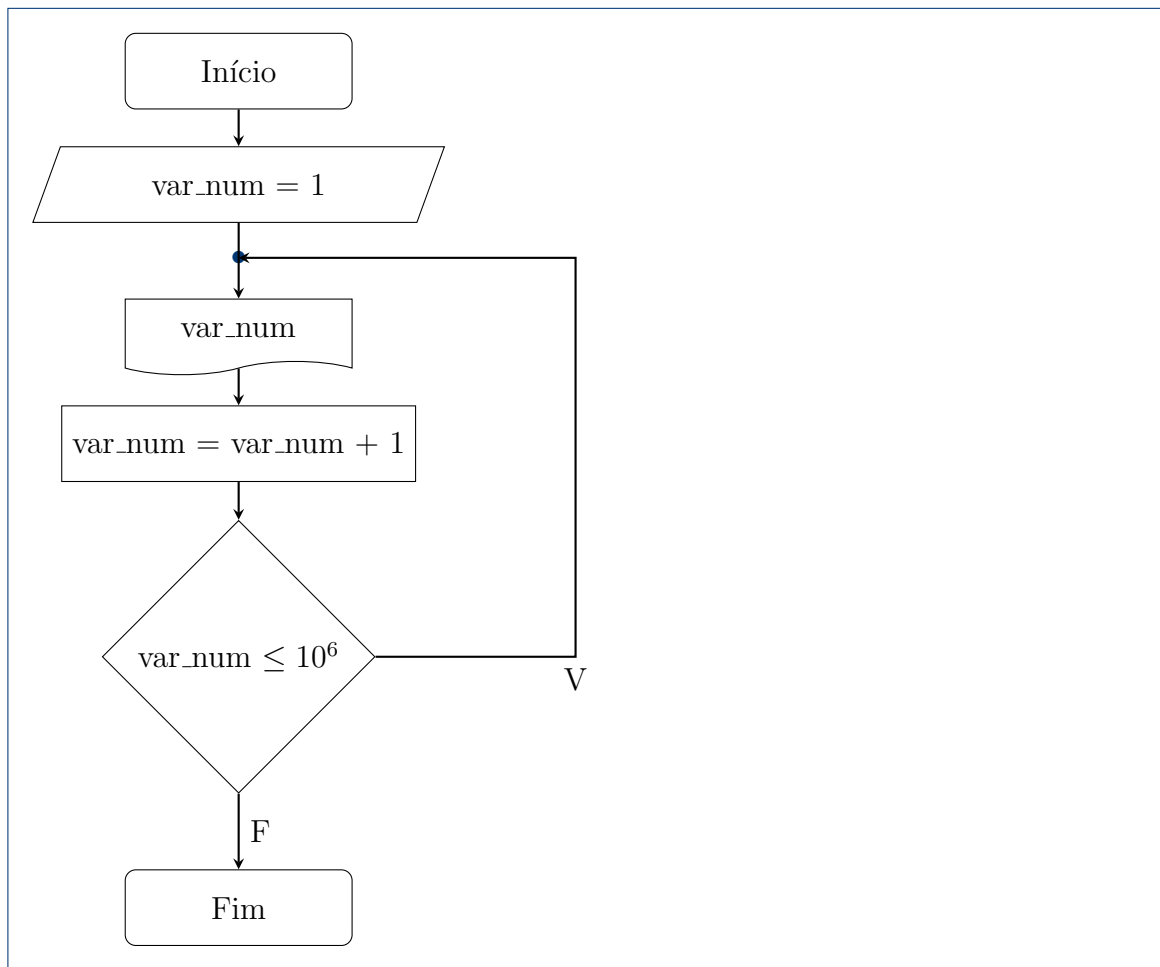 Início
var_num = 1
var_num
var_num = var_num + 1
var_num ≤ 10⁶
V
F
Fim